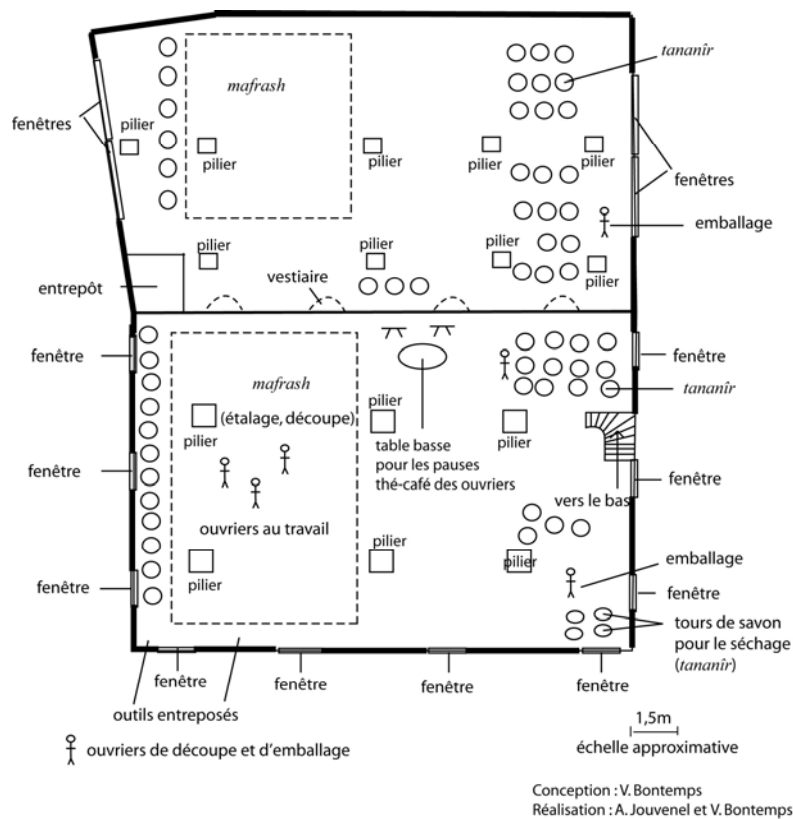 tananîr
mafrash
fenêtres
pilier
pilier
pilier
pilier
pilier
fenêtres
emballage
pilier
pilier
pilier
pilier
entrepôt
vestiaire
fenêtre
fenêtre
mafrash
tananîr
pilier
(étalage, découpe)
pilier
pilier
table basse
pour les pauses
thé-café des ouvriers
fenêtre
fenêtre
vers le bas
ouvriers au travail
pilier
pilier
pilier
emballage
fenêtre
fenêtre
tours de savon
pour le séchage
(tananîr)
fenêtre
fenêtre
fenêtre
fenêtre
outils entreposés
1,5m
ouvriers de découpe et d'emballage
échelle approximative
Conception : V. Bontemps
Réalisation : A. Jouvenel et V. Bontemps